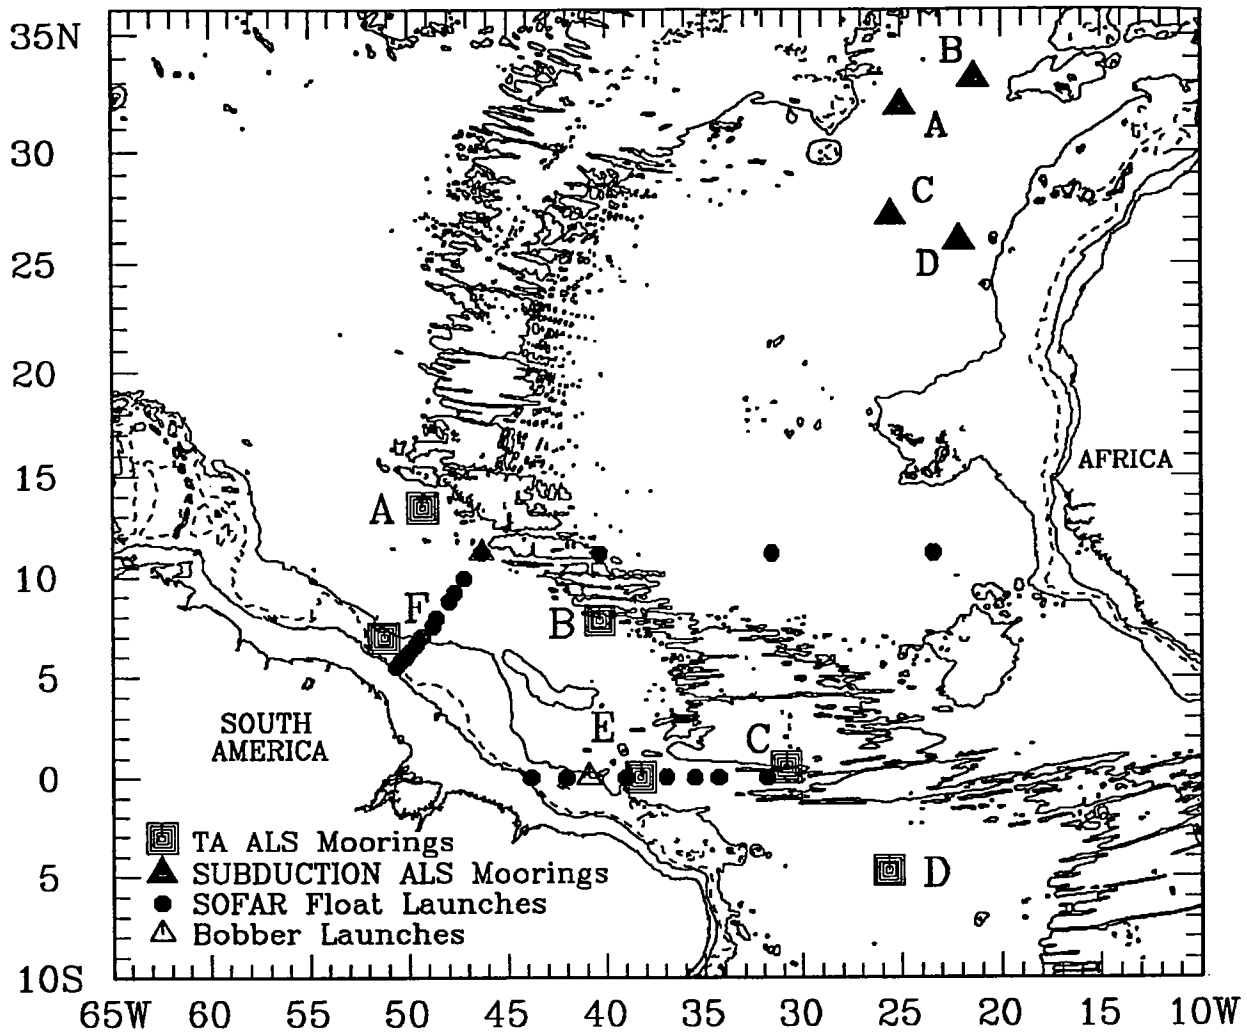 35N
B
A
30
C
D
25
20
15
AFRICA
A
10
F
B
5
SOUTH
AMERICA
E
C
0
TA ALS Moorings
SUBDUCTION ALS Moorings
D
5
SOFAR Float Launches
Bobber Launches
10S
65W 60 55 50 45 40 35 30 25 20 15 10W